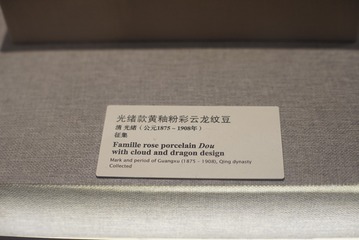 光绪款黄釉粉彩云龙纹豆
清 光绪（公元1875－1908年）
征集
Famille rose porcelain Dou
with cloud and dragon design
Mark and period of Guangxu (1875 - 1908), Qing dynasty
Collected